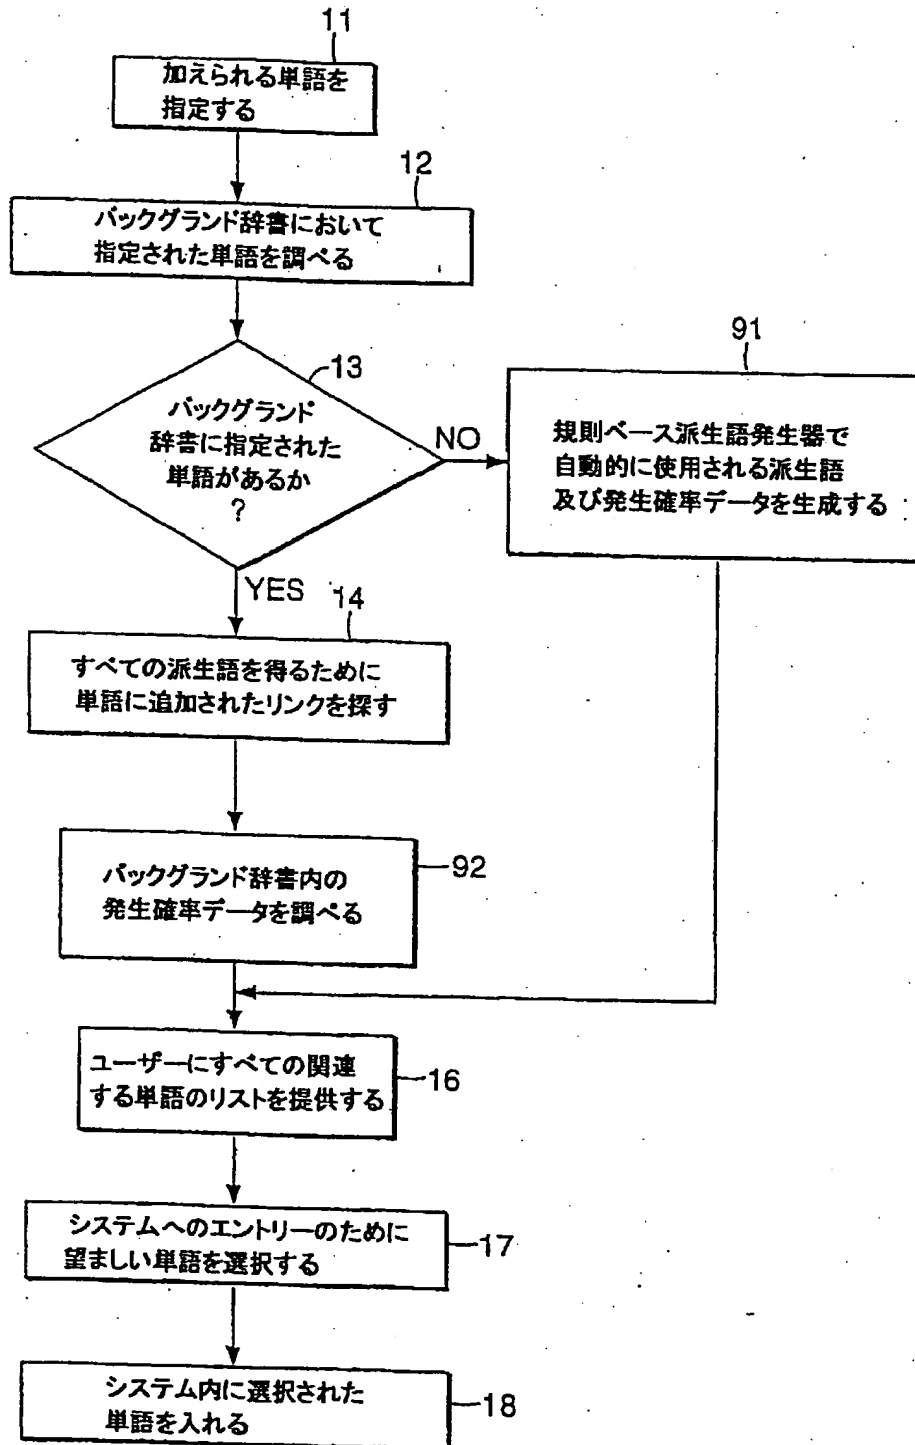 11
加えられる単語を
指定する
12
バックグランド辞書において
指定された単語を調べる
13
バックグランド
辞書に指定された
単語があるか
?
NO
91
規則ベース派生語発生器で
自動的に使用される派生語
及び発生確率データを生成する
YES
14
すべての派生語を得るために
単語に追加されたリンクを探す
バックグランド辞書内の
発生確率データを調べる
92
ユーザーにすべての関連
する単語のリストを提供する
16
システムへのエントリーのために
望ましい単語を選択する
17
システム内に選択された
単語を入れる
18